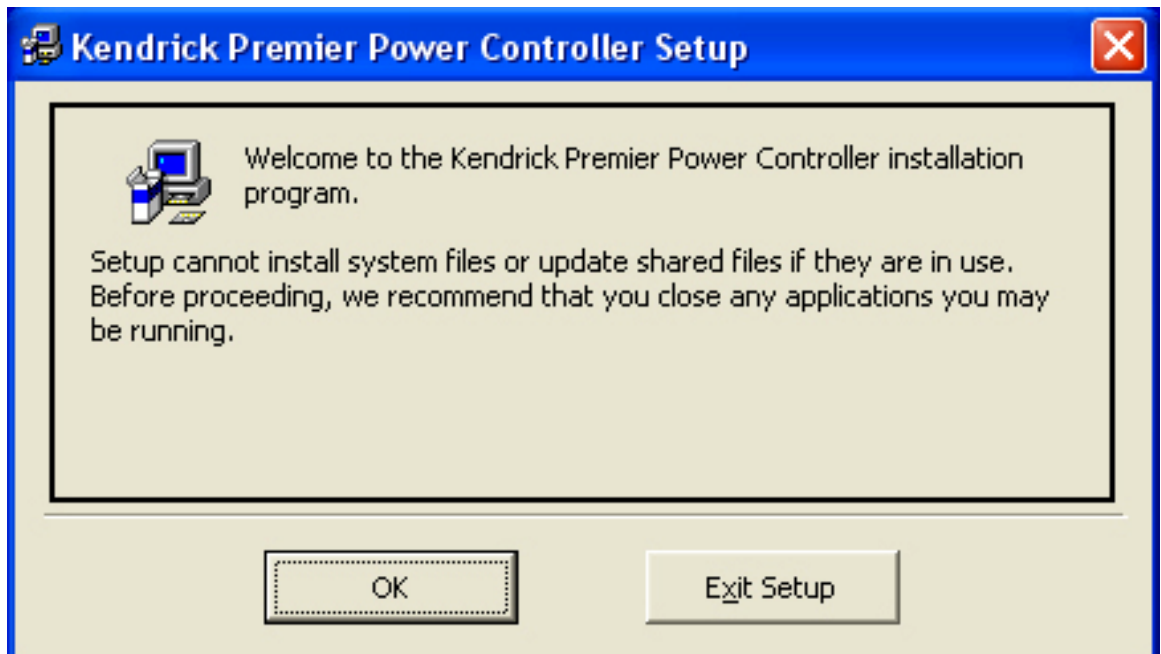 Kendrick Premier Power Controller Setup
Welcome to the Kendrick Premier Power Controller installation
program.
Setup cannot install system files or update shared files if they are in use.
Before proceeding, we recommend that you close any applications you may
be running.
OK
Exit Setup